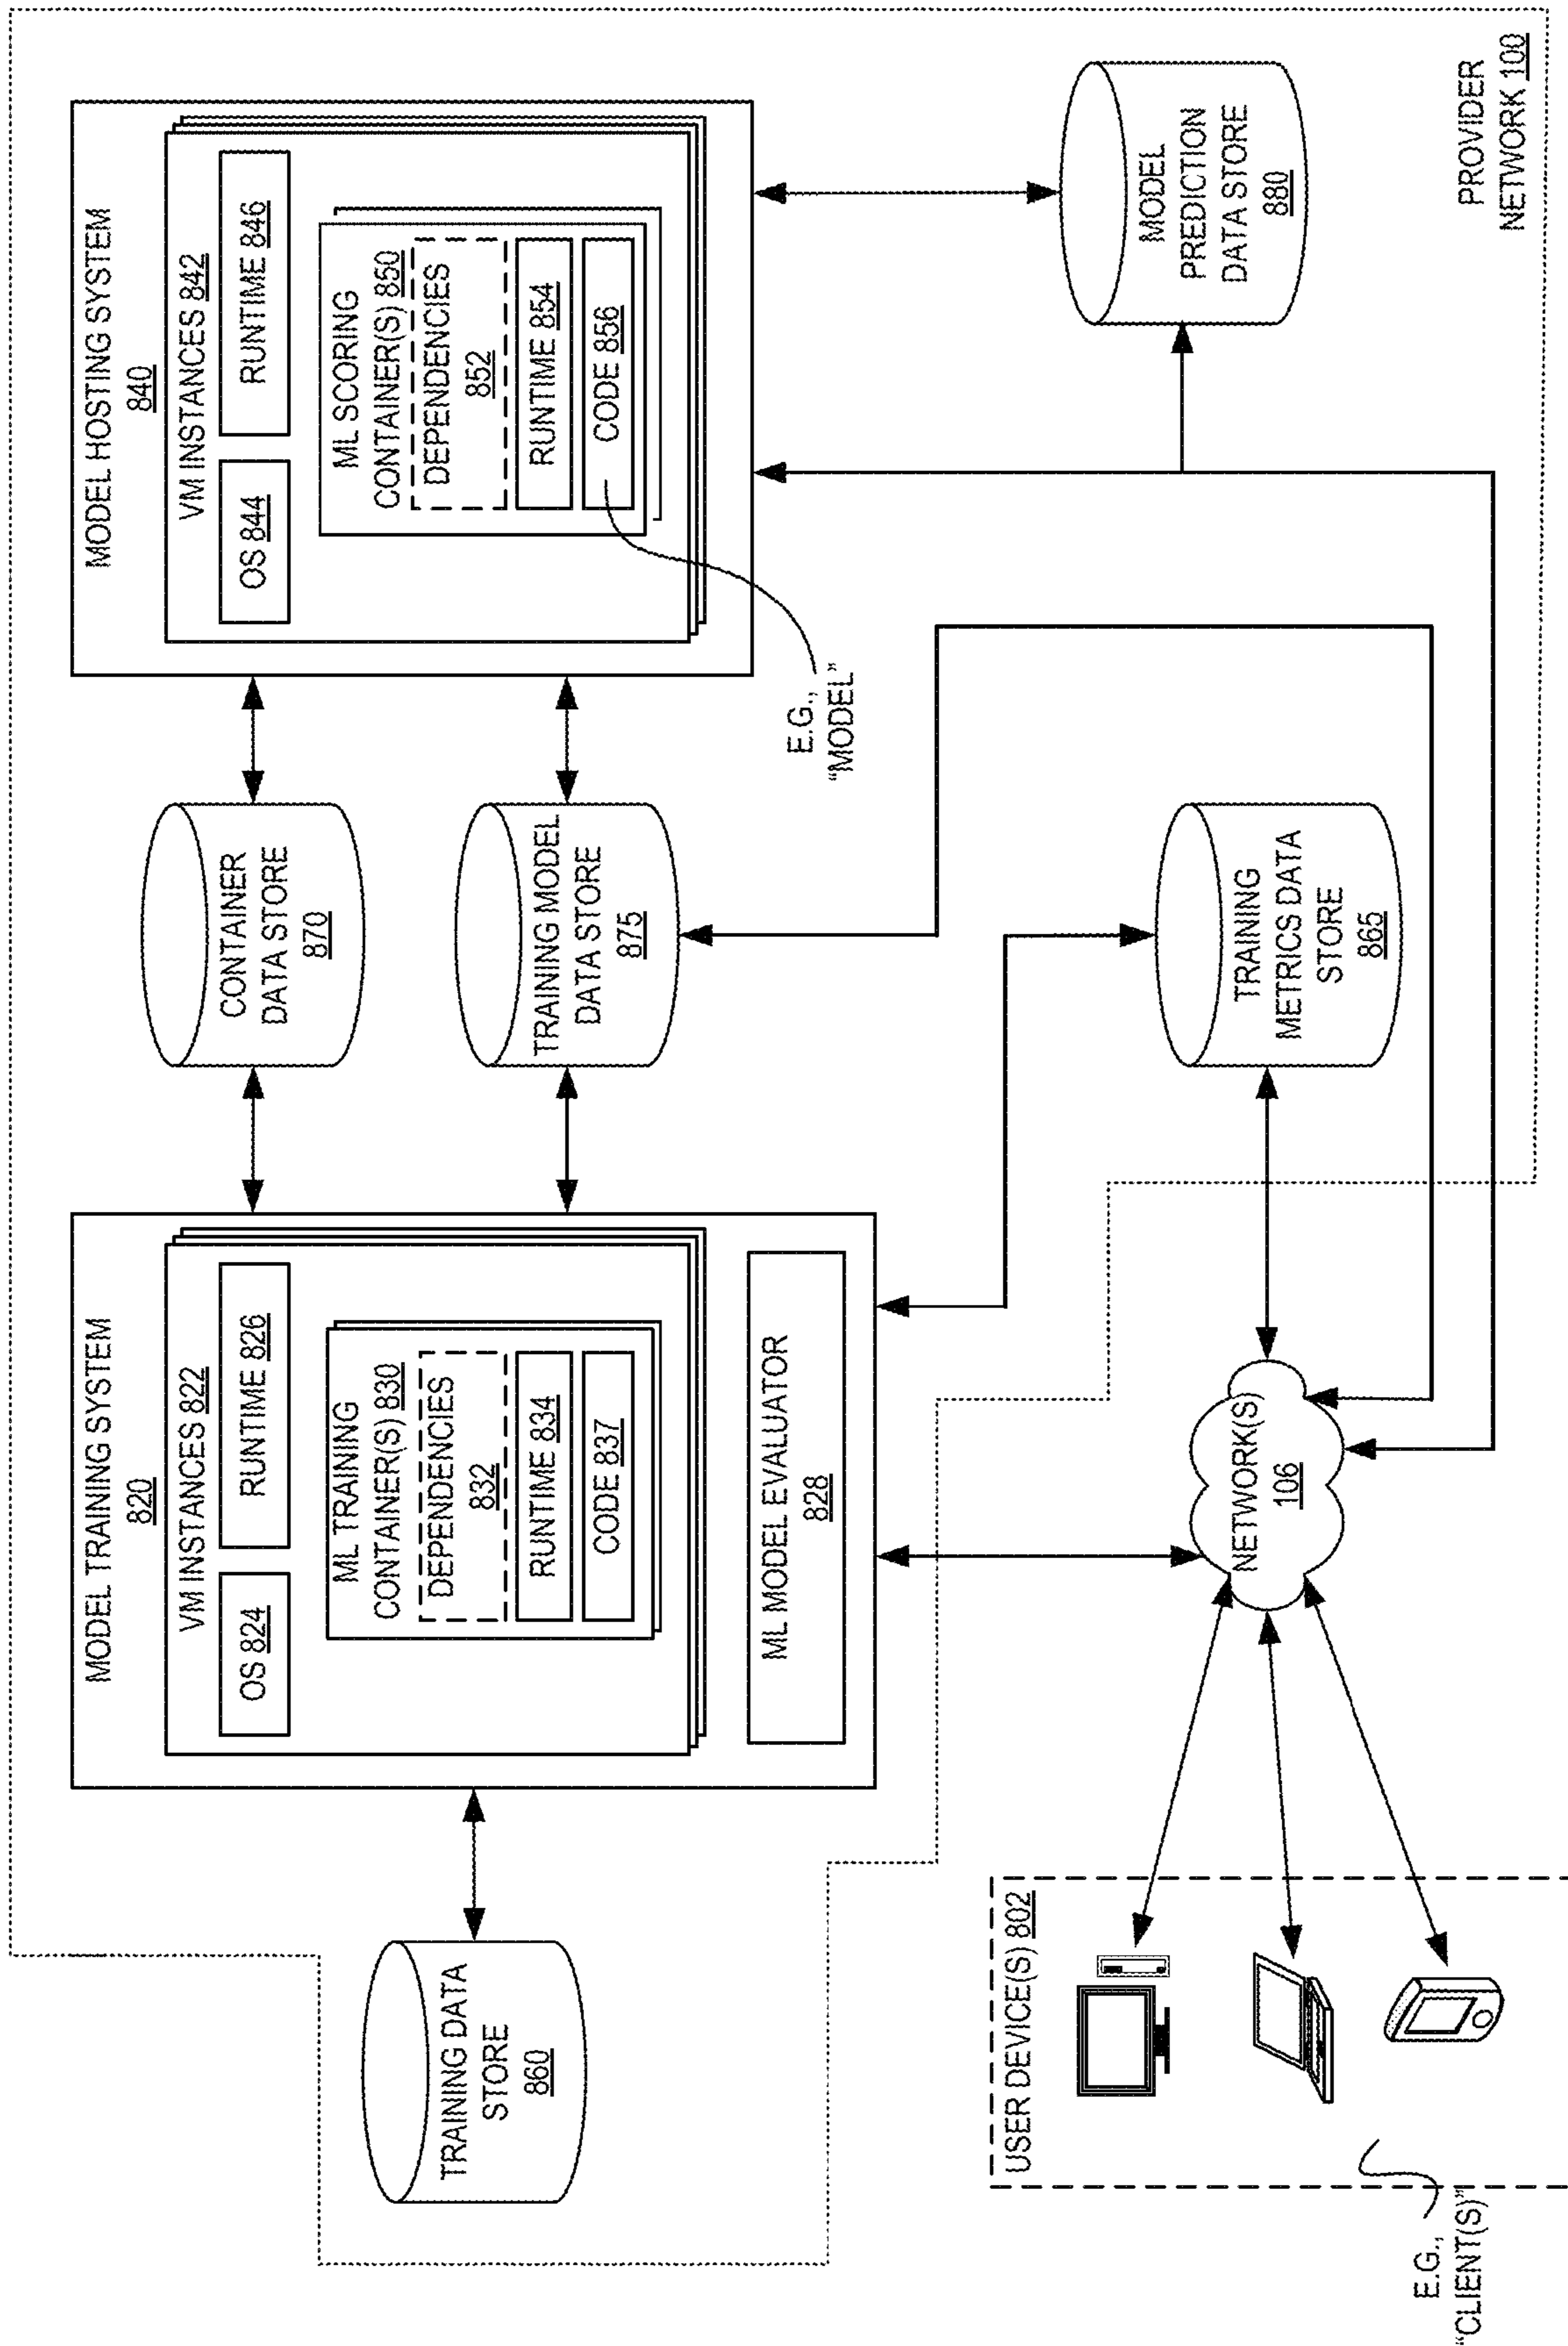 MODEL TRAINING SYSTEM
820
VM INSTANCES 822
OS 824
RUNTIME 826
ML TRAINING
CONTAINER(S) 830
DEPENDENCIES
832
RUNTIME 834
CODE 837
ML MODEL EVALUATOR
828
TRAINING DATA
STORE
860
CONTAINER
DATA STORE
870
TRAINING MODEL
DATA STORE
875
MODEL HOSTING SYSTEM
840
VM INSTANCES 842
OS 844
RUNTIME 846
ML SCORING
CONTAINER(S) 850
DEPENDENCIES
852
RUNTIME 854
CODE 856
E.G.,
“MODEL”
TRAINING
METRICS DATA
STORE
865
MODEL
PREDICTION
DATA STORE
880
PROVIDER
NETWORK 100
NETWORK(S)
106
USER DEVICE(S) 802
E.G.,
“CLIENT(S)”